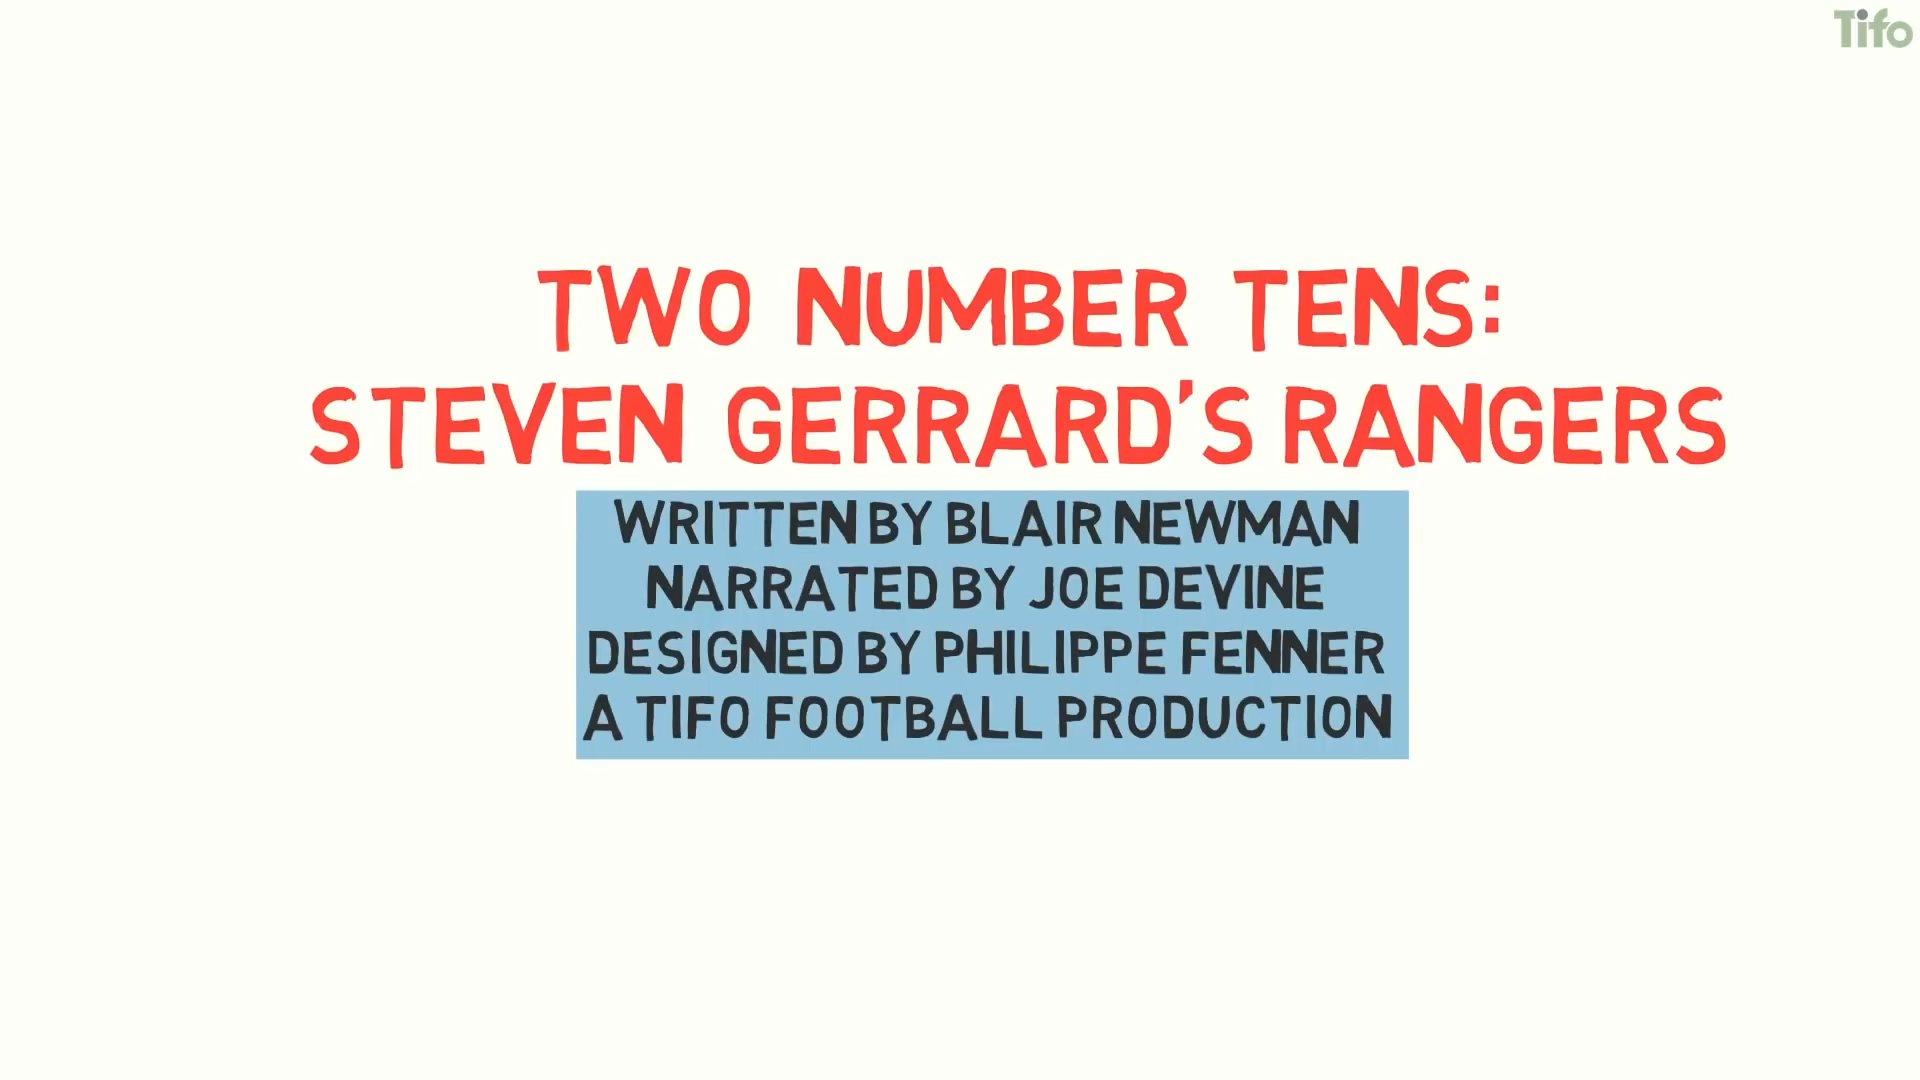 Tifo
TWO NUMBER TENS:
STEVEN GERRARD'S RANGERS
WRITTEN BY BLAIR NEWMAN
NARRATED BY JOE DEVINE
DESIGNED BY PHILIPPE FENNER
A TIFO FOOTBALL PRODUCTION